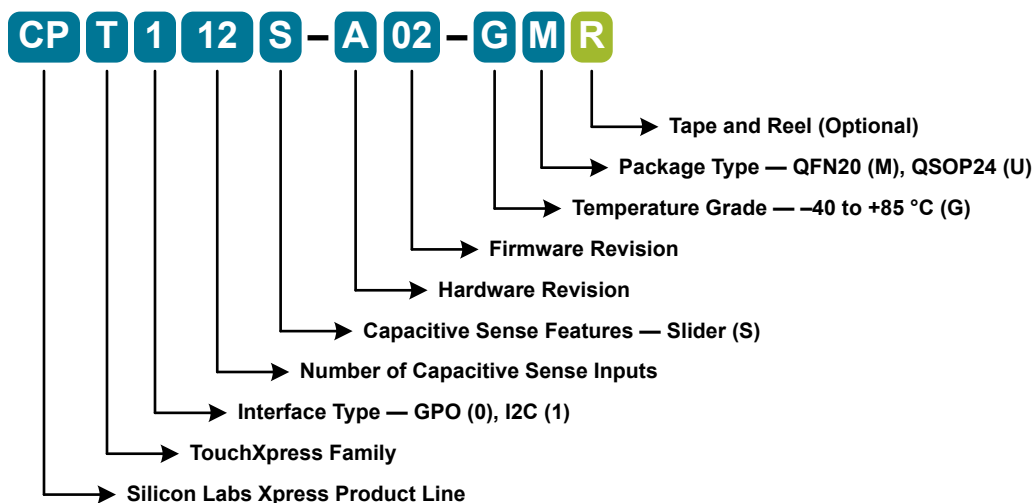 CP T 1 12 S – A 02 – G M R
Tape and Reel (Optional)
Package Type — QFN20 (M), QSOP24 (U)
Temperature Grade — –40 to +85 °C (G)
Firmware Revision
Hardware Revision
Capacitive Sense Features — Slider (S)
Number of Capacitive Sense Inputs
Interface Type — GPO (0), I2C (1)
TouchXpress Family
Silicon Labs Xpress Product Line